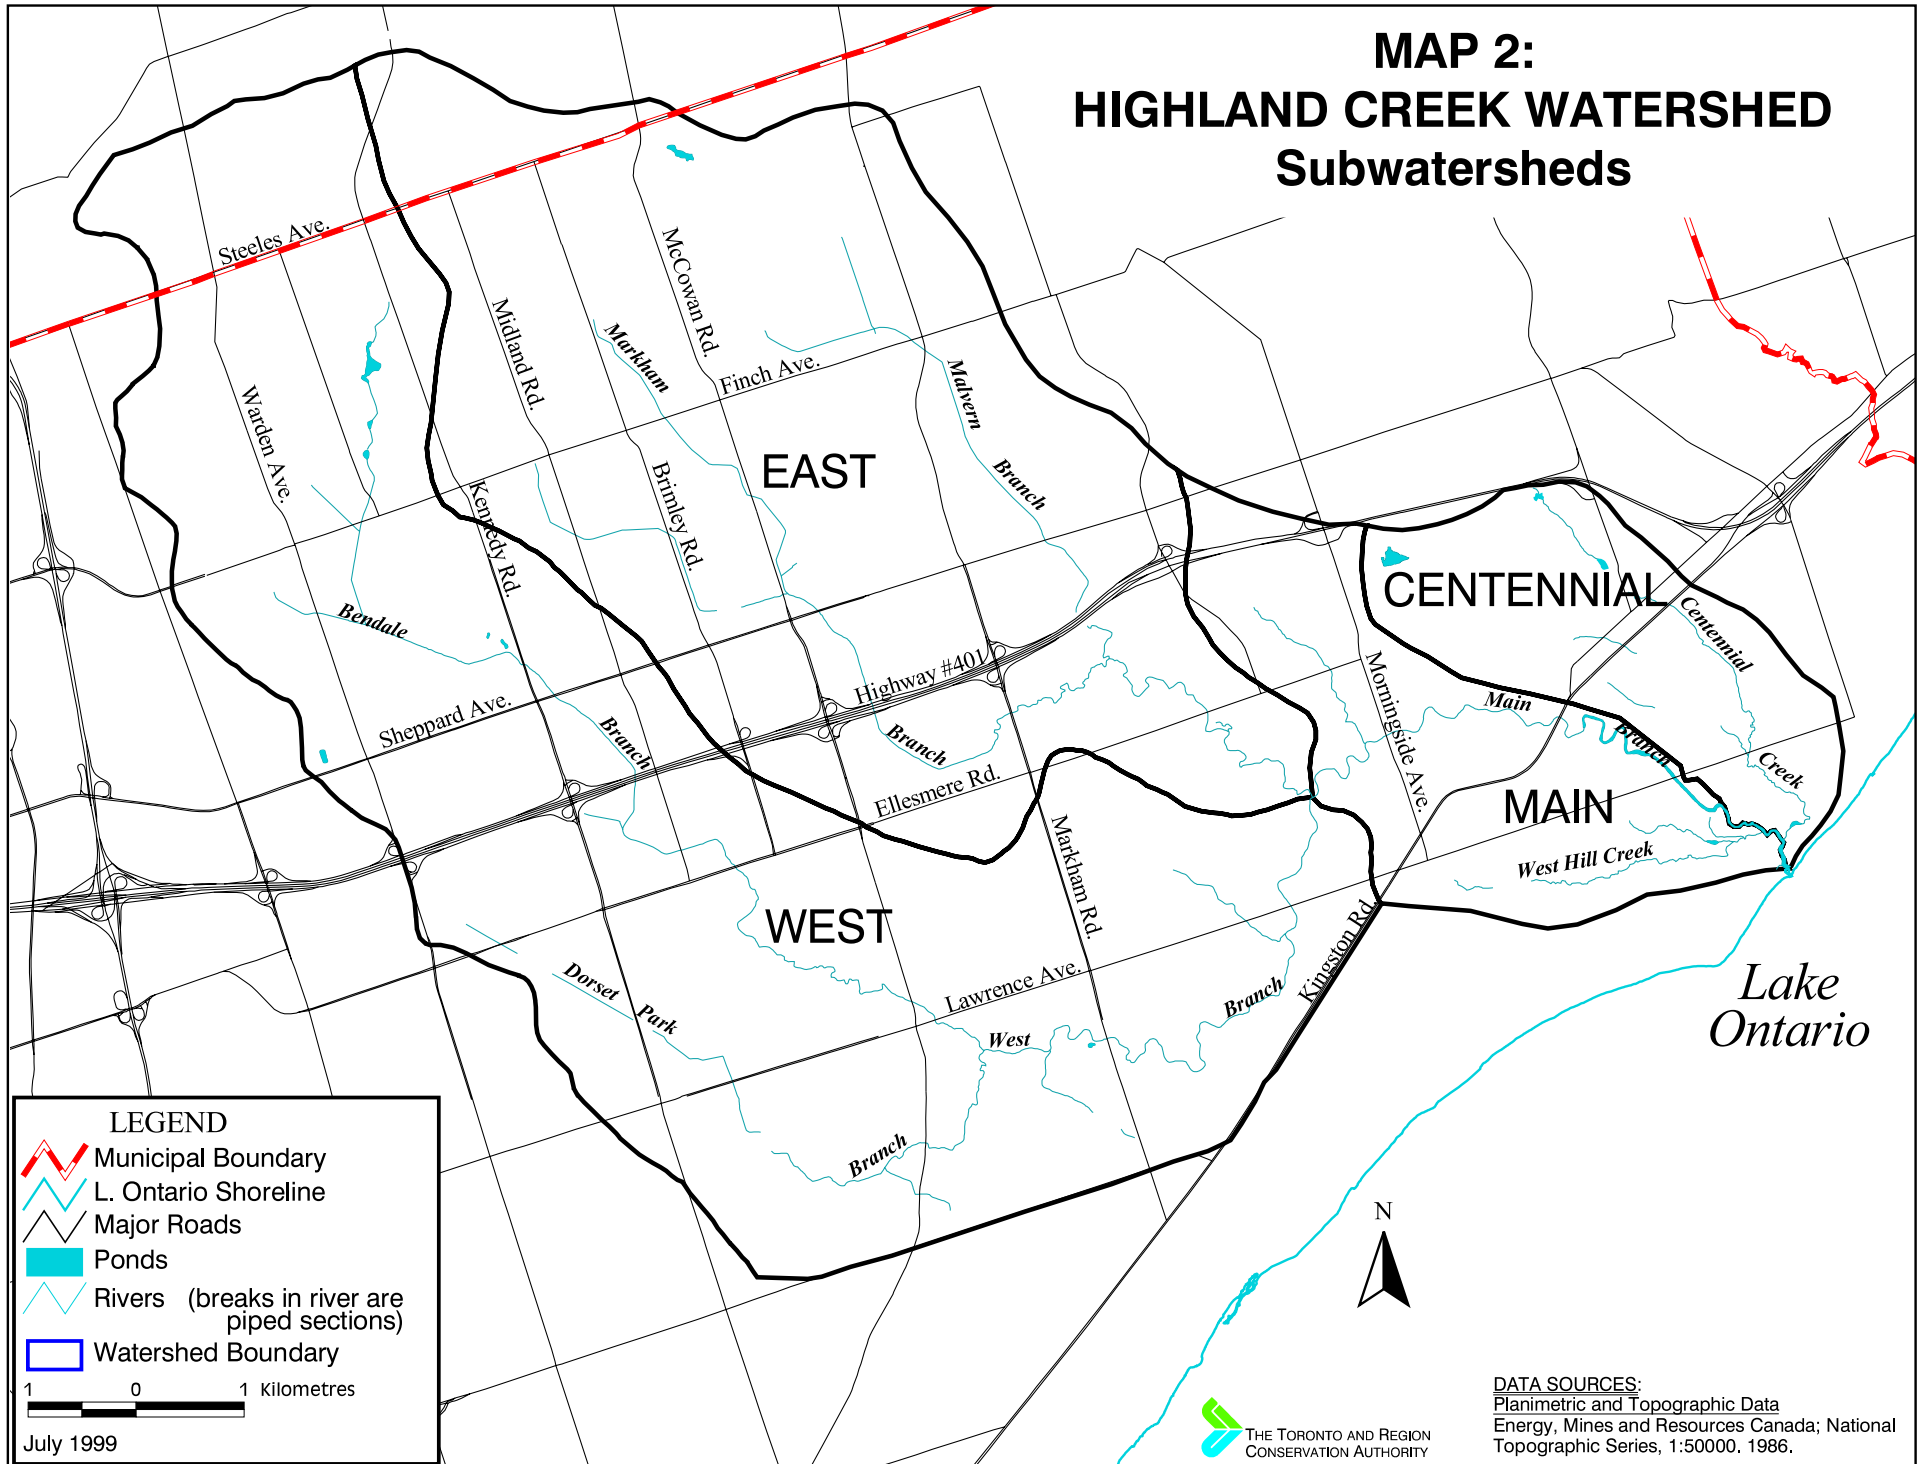 MAP 2:
HIGHLAND CREEK WATERSHED
Subwatersheds
Steeles Ave.
McCowan Rd.
Midland Rd.
Markham
Finch Ave.
Malvern
Warden Ave.
EAST
Branch
Brimley Rd.
Kennedy Rd.
CENTENNIAL
Bendale
Centennial
Highway #401
Morningside Ave.
Main
Sheppard Ave.
Branch
Branch
Branch
Creek
Ellesmere Rd.
MAIN
Markham Rd.
West Hill Creek
WEST
Kingston Rd.
Lake
Ontario
Dorset
Park
Lawrence Ave.
Branch
West
Branch
LEGEND
Municipal Boundary
L. Ontario Shoreline
Major Roads
Ponds
Rivers (breaks in river are
piped sections)
Watershed Boundary
1 0 1 Kilometres
July 1999
N
THE TORONTO AND REGION
CONSERVATION AUTHORITY
DATA SOURCES:
Planimetric and Topographic Data
Energy, Mines and Resources Canada; National
Topographic Series, 1:50000. 1986.